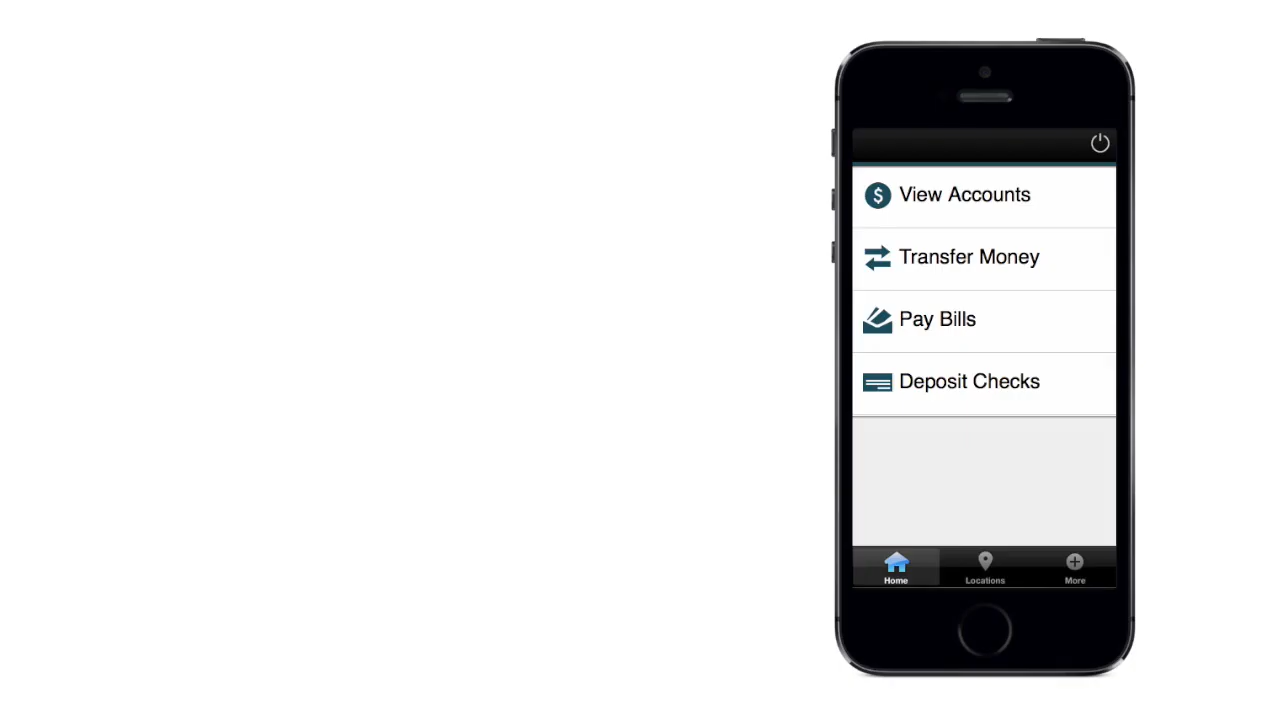 View Accounts
Transfer Money
Pay Bills
Deposit Checks
Home
Locations
More